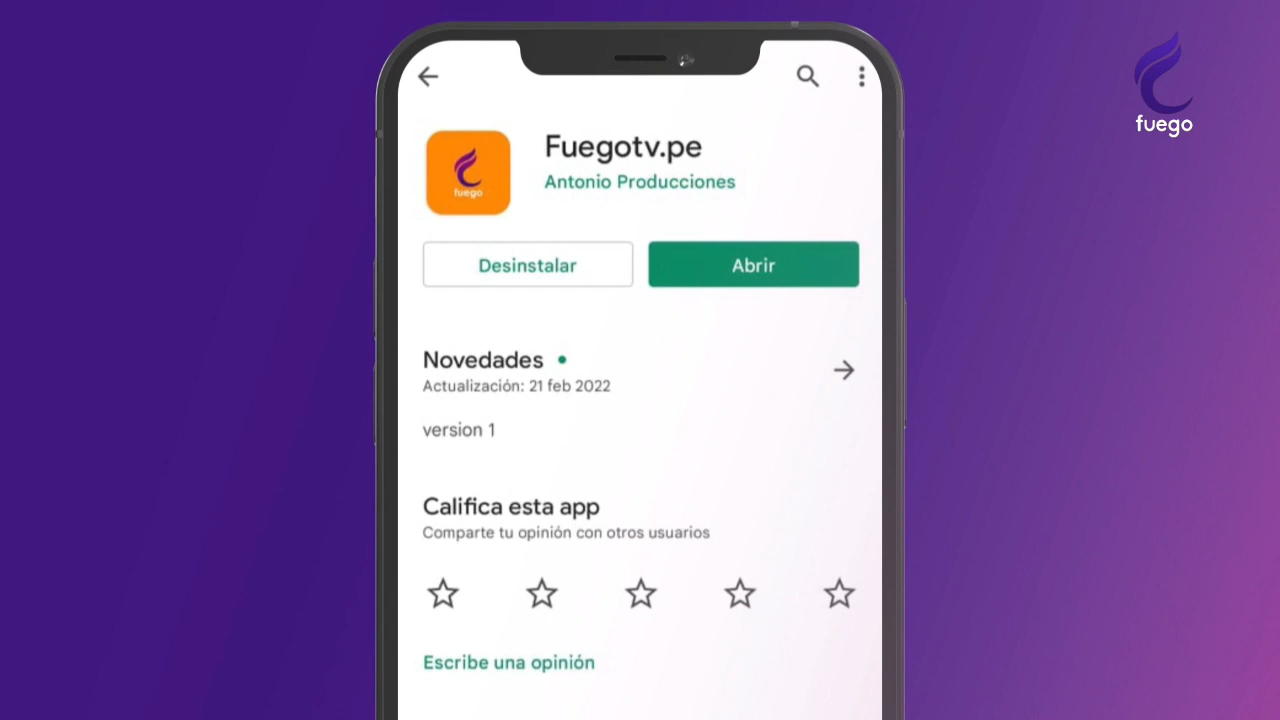 Fuegotv.pe
Antonio Producciones
fuego
fuego
Desinstalar
Abrir
Novedades
Actualización: 21 feb 2022
version 1
Califica esta app
Comparte tu opinión con otros usuarios
Escribe una opinión